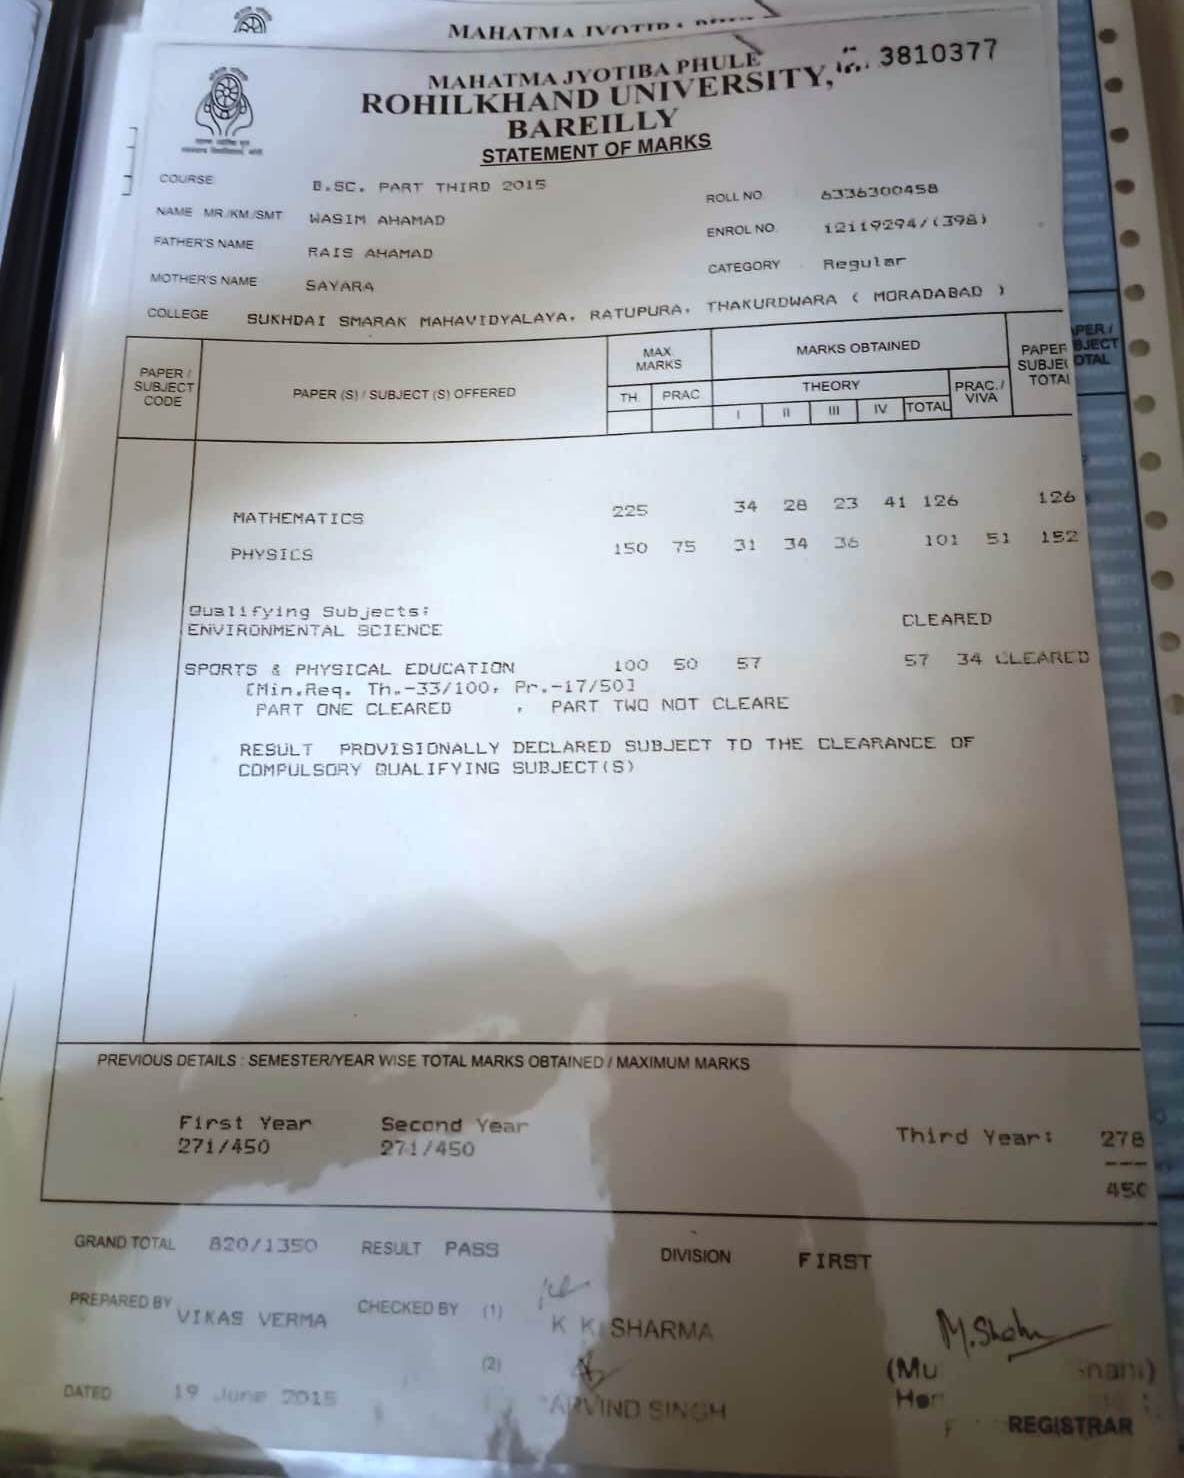 MAHATMA JYOTIBA
MAHATMA JYOTIBA PHULE
3810377
ROHILKHAND UNIVERSITY,
BAREILLY
STATEMENT OF MARKS
COURSE B.SC. PART THIRD 2015
ROLL NO 6336300458
NAME MR./KM./SMT WASIM AHAMAD
ENROL NO. 12119294/(398)
FATHER'S NAME RAIS AHAMAD
CATEGORY Regular
MOTHER'S NAME SAYARA
COLLEGE SUKHDAI SMARAK MAHAVIDYALAYA, RATUPURA, THAKURDWARA ( MORADABAD )
PAPER / SUBJECT CODE
PAPER (S) / SUBJECT (S) OFFERED
MAX. MARKS
TH. PRAC
MARKS OBTAINED
THEORY
I II III IV TOTAL
PRAC./ VIVA
PAPER SUBJE TOTAL
MATHEMATICS 225 34 28 23 41 126 126
PHYSICS 150 75 31 34 36 101 51 152
Qualifying Subjects:
ENVIRONMENTAL SCIENCE CLEARED
SPORTS & PHYSICAL EDUCATION 100 50 57 57 34 CLEARED
[Min.Req. Th.-33/100, Pr.-17/50]
PART ONE CLEARED , PART TWO NOT CLEARE
RESULT PROVISIONALLY DECLARED SUBJECT TO THE CLEARANCE OF
COMPULSORY QUALIFYING SUBJECT(S)
PREVIOUS DETAILS : SEMESTER/YEAR WISE TOTAL MARKS OBTAINED / MAXIMUM MARKS
First Year Second Year
271/450 271/450
Third Year: 278
---
450
GRAND TOTAL 820/1350 RESULT PASS DIVISION FIRST
PREPARED BY VIKAS VERMA CHECKED BY (1) K K SHARMA
M.Shahu
(2) ARVIND SINGH
DATED 19 June 2015
REGISTRAR